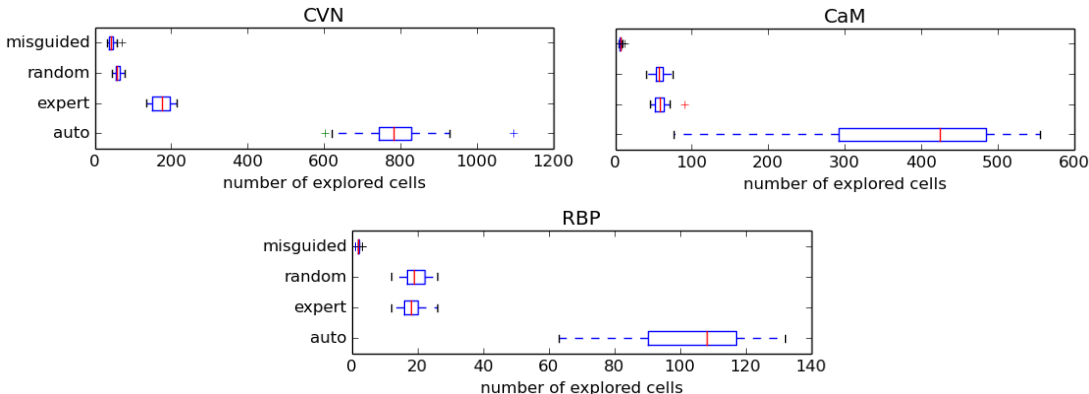 CVN
misguided
random
expert
auto
0 200 400 600 800 1000 1200
number of explored cells
CaM
0 100 200 300 400 500 600
number of explored cells
RBP
misguided
random
expert
auto
0 20 40 60 80 100 120 140
number of explored cells